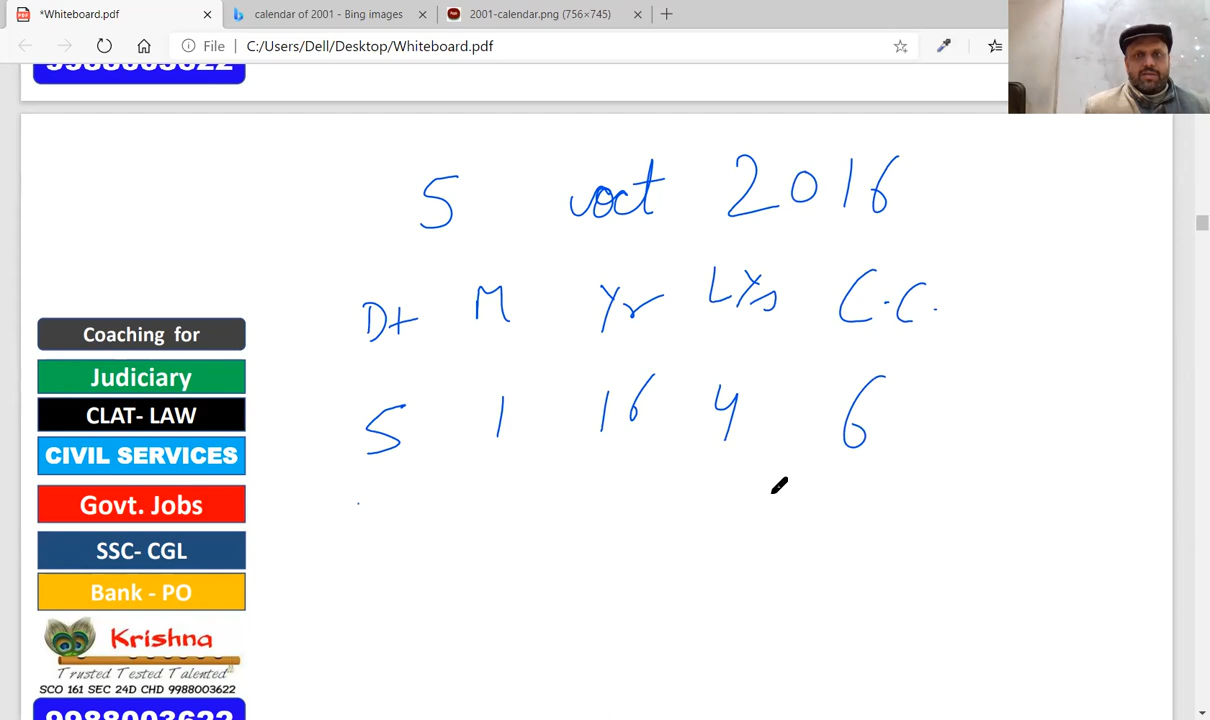 *Whiteboard.pdf
calendar of 2001 - Bing images
2001-calendar.png (756×745)
File C:/Users/Dell/Desktop/Whiteboard.pdf
9988003622
5 oct 2016
Dt M Yr LYs C.C.
5 1 16 4 6
Coaching for
Judiciary
CLAT- LAW
CIVIL SERVICES
Govt. Jobs
SSC- CGL
Bank - PO
Krishna
Trusted Tested Talented
SCO 161 SEC 24D CHD 9988003622
9988003622